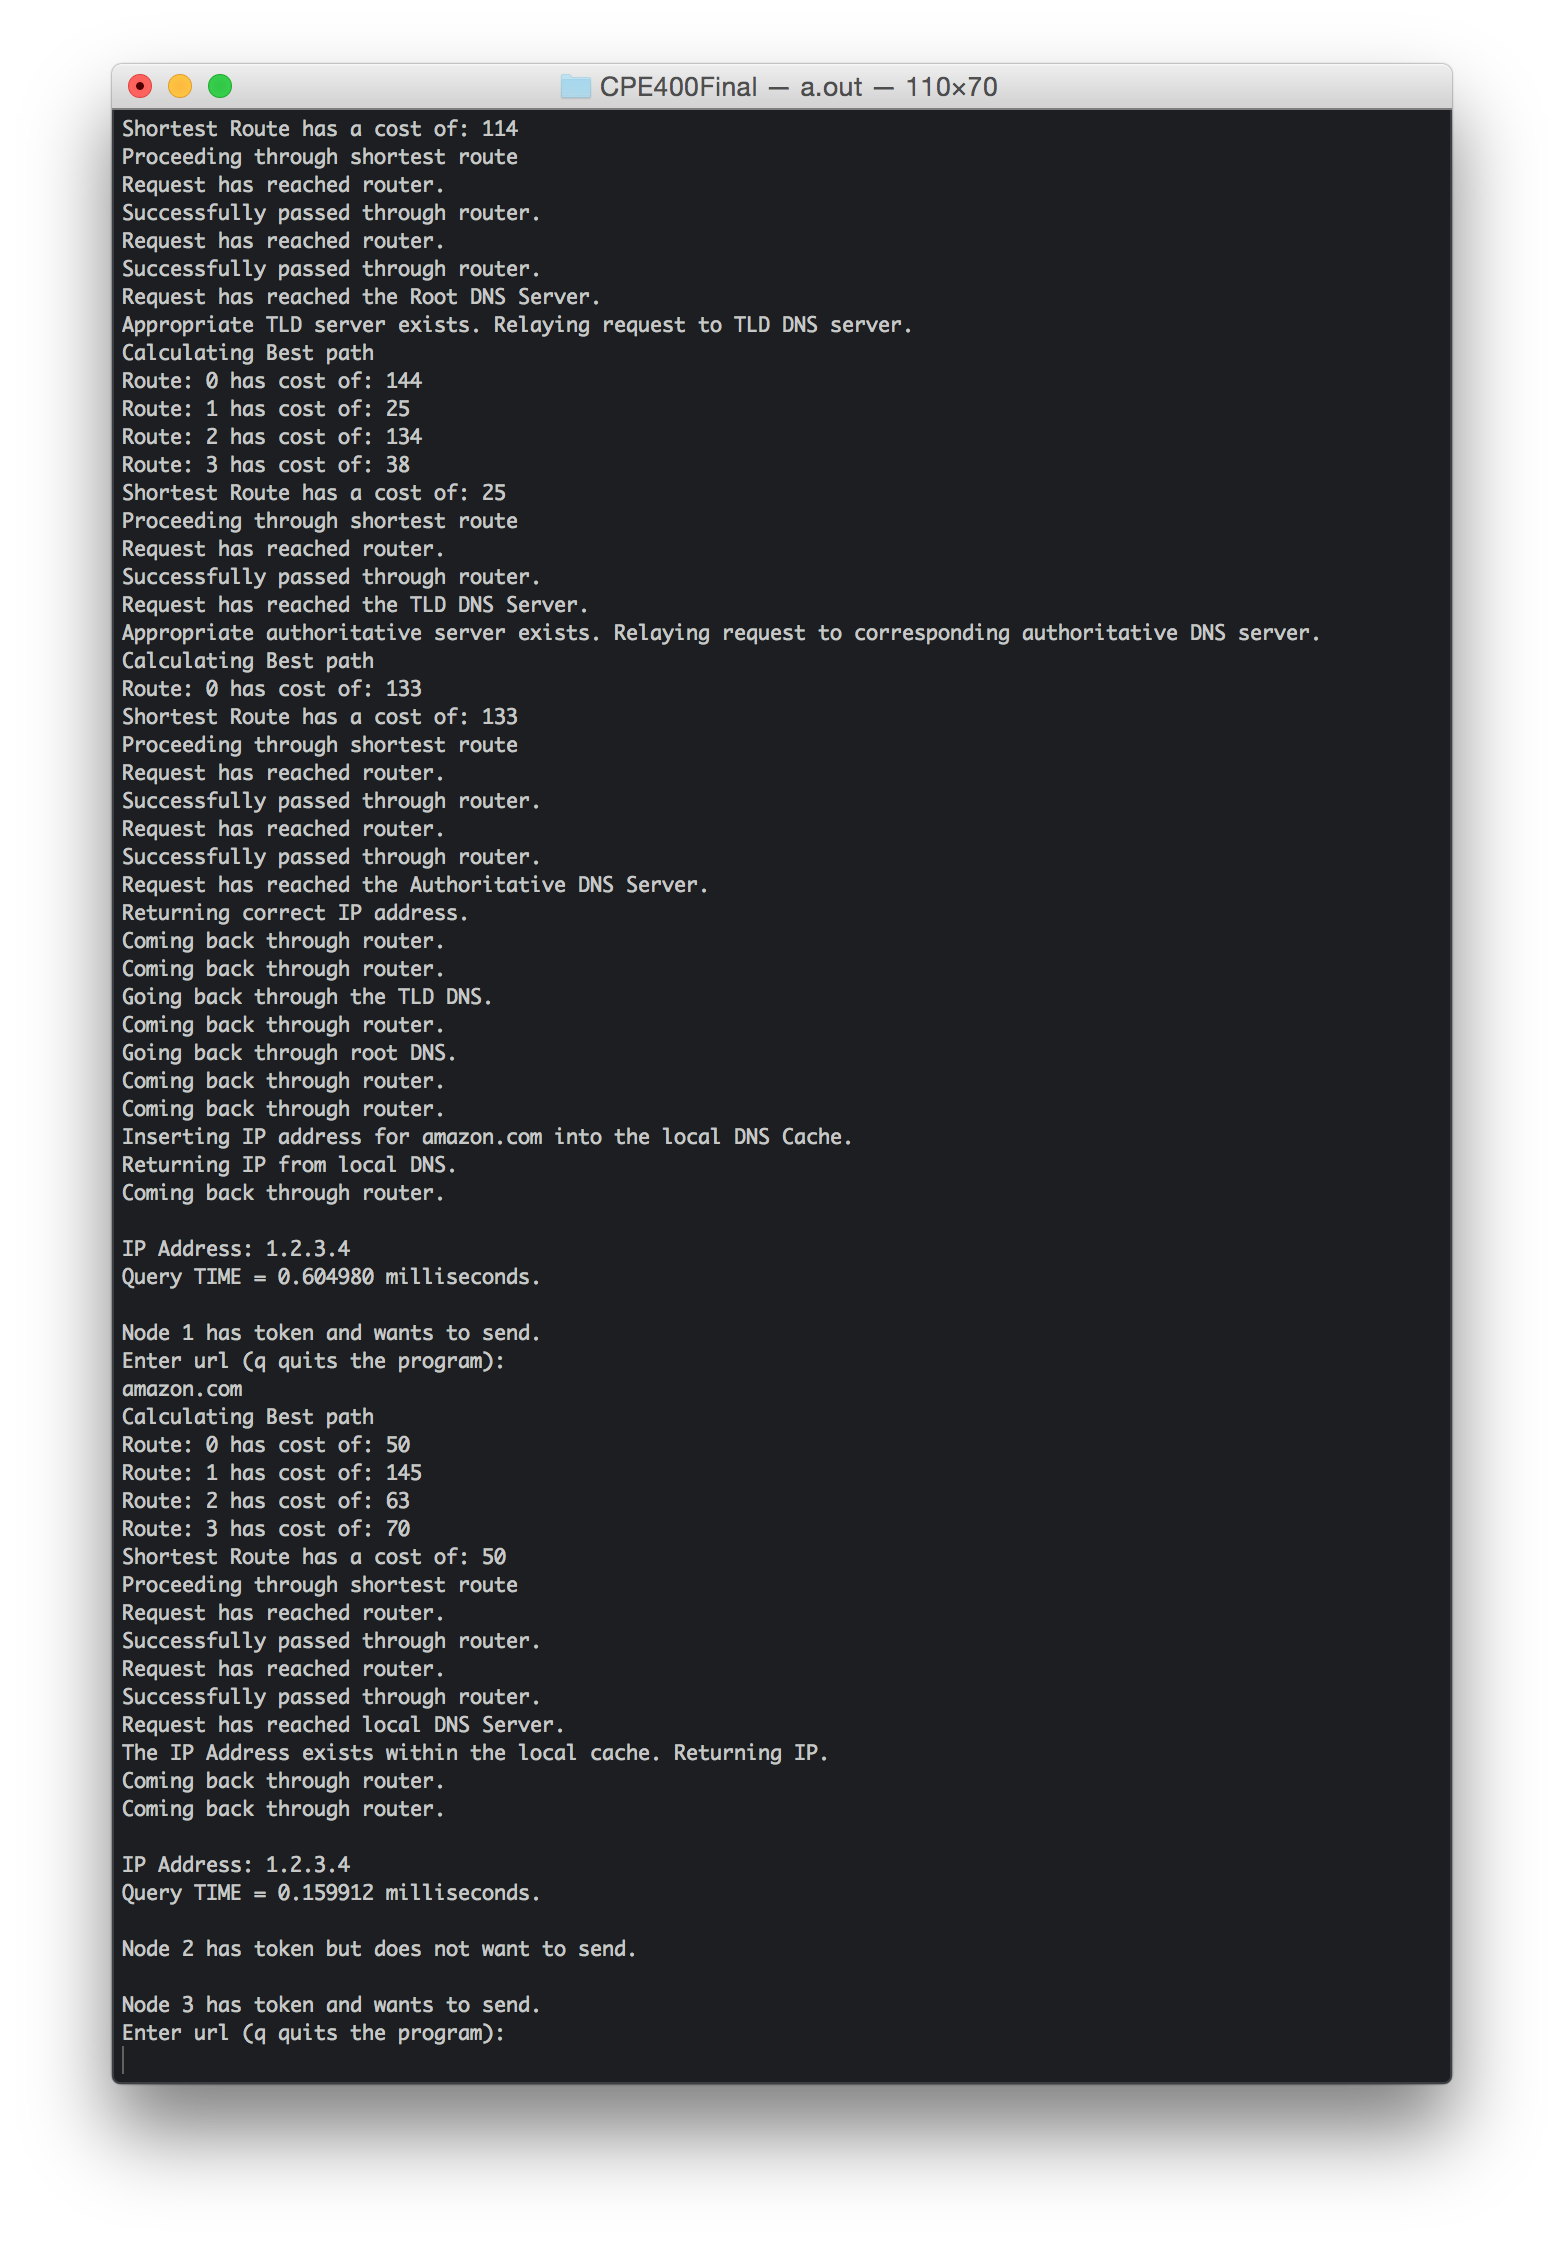 CPE400Final — a.out — 110×70
Shortest Route has a cost of: 114
Proceeding through shortest route
Request has reached router.
Successfully passed through router.
Request has reached router.
Successfully passed through router.
Request has reached the Root DNS Server.
Appropriate TLD server exists. Relaying request to TLD DNS server.
Calculating Best path
Route: 0 has cost of: 144
Route: 1 has cost of: 25
Route: 2 has cost of: 134
Route: 3 has cost of: 38
Shortest Route has a cost of: 25
Proceeding through shortest route
Request has reached router.
Successfully passed through router.
Request has reached the TLD DNS Server.
Appropriate authoritative server exists. Relaying request to corresponding authoritative DNS server.
Calculating Best path
Route: 0 has cost of: 133
Shortest Route has a cost of: 133
Proceeding through shortest route
Request has reached router.
Successfully passed through router.
Request has reached router.
Successfully passed through router.
Request has reached the Authoritative DNS Server.
Returning correct IP address.
Coming back through router.
Coming back through router.
Going back through the TLD DNS.
Coming back through router.
Going back through root DNS.
Coming back through router.
Coming back through router.
Inserting IP address for amazon.com into the local DNS Cache.
Returning IP from local DNS.
Coming back through router.
IP Address: 1.2.3.4
Query TIME = 0.604980 milliseconds.
Node 1 has token and wants to send.
Enter url (q quits the program):
amazon.com
Calculating Best path
Route: 0 has cost of: 50
Route: 1 has cost of: 145
Route: 2 has cost of: 63
Route: 3 has cost of: 70
Shortest Route has a cost of: 50
Proceeding through shortest route
Request has reached router.
Successfully passed through router.
Request has reached router.
Successfully passed through router.
Request has reached local DNS Server.
The IP Address exists within the local cache. Returning IP.
Coming back through router.
Coming back through router.
IP Address: 1.2.3.4
Query TIME = 0.159912 milliseconds.
Node 2 has token but does not want to send.
Node 3 has token and wants to send.
Enter url (q quits the program):